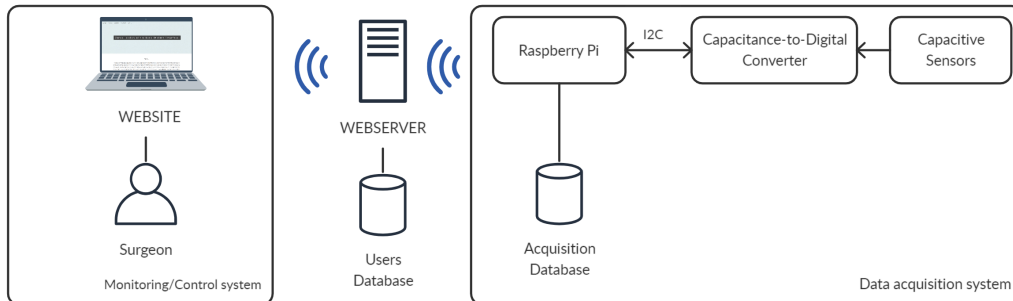 WEBSITE
Surgeon
Monitoring/Control system
WEBSERVER
Users
Database
Raspberry Pi
I2C
Capacitance-to-Digital
Converter
Capacitive
Sensors
Acquisition
Database
Data acquisition system